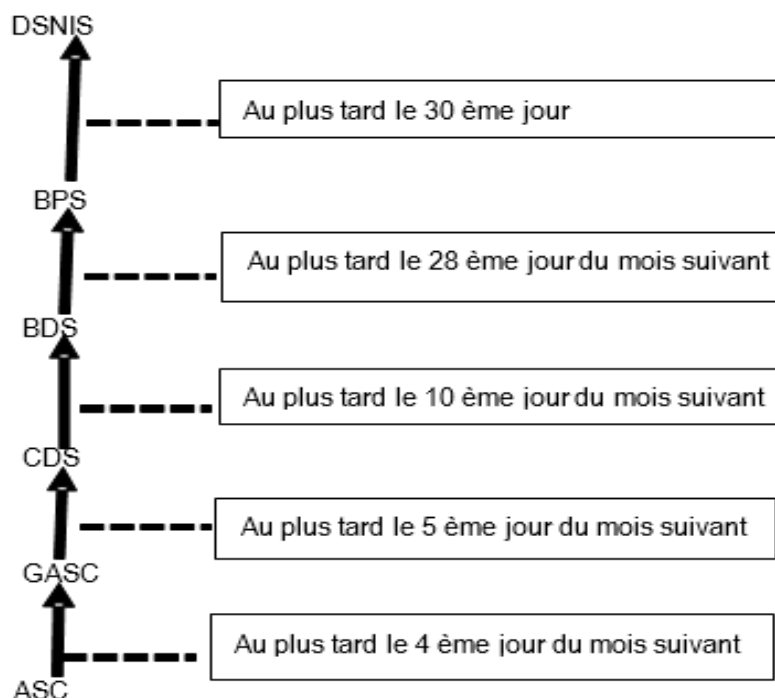 DSNIS
Au plus tard le 30 ème jour
BPS
Au plus tard le 28 ème jour du mois suivant
BDS
Au plus tard le 10 ème jour du mois suivant
CDS
Au plus tard le 5 ème jour du mois suivant
GASC
Au plus tard le 4 ème jour du mois suivant
ASC